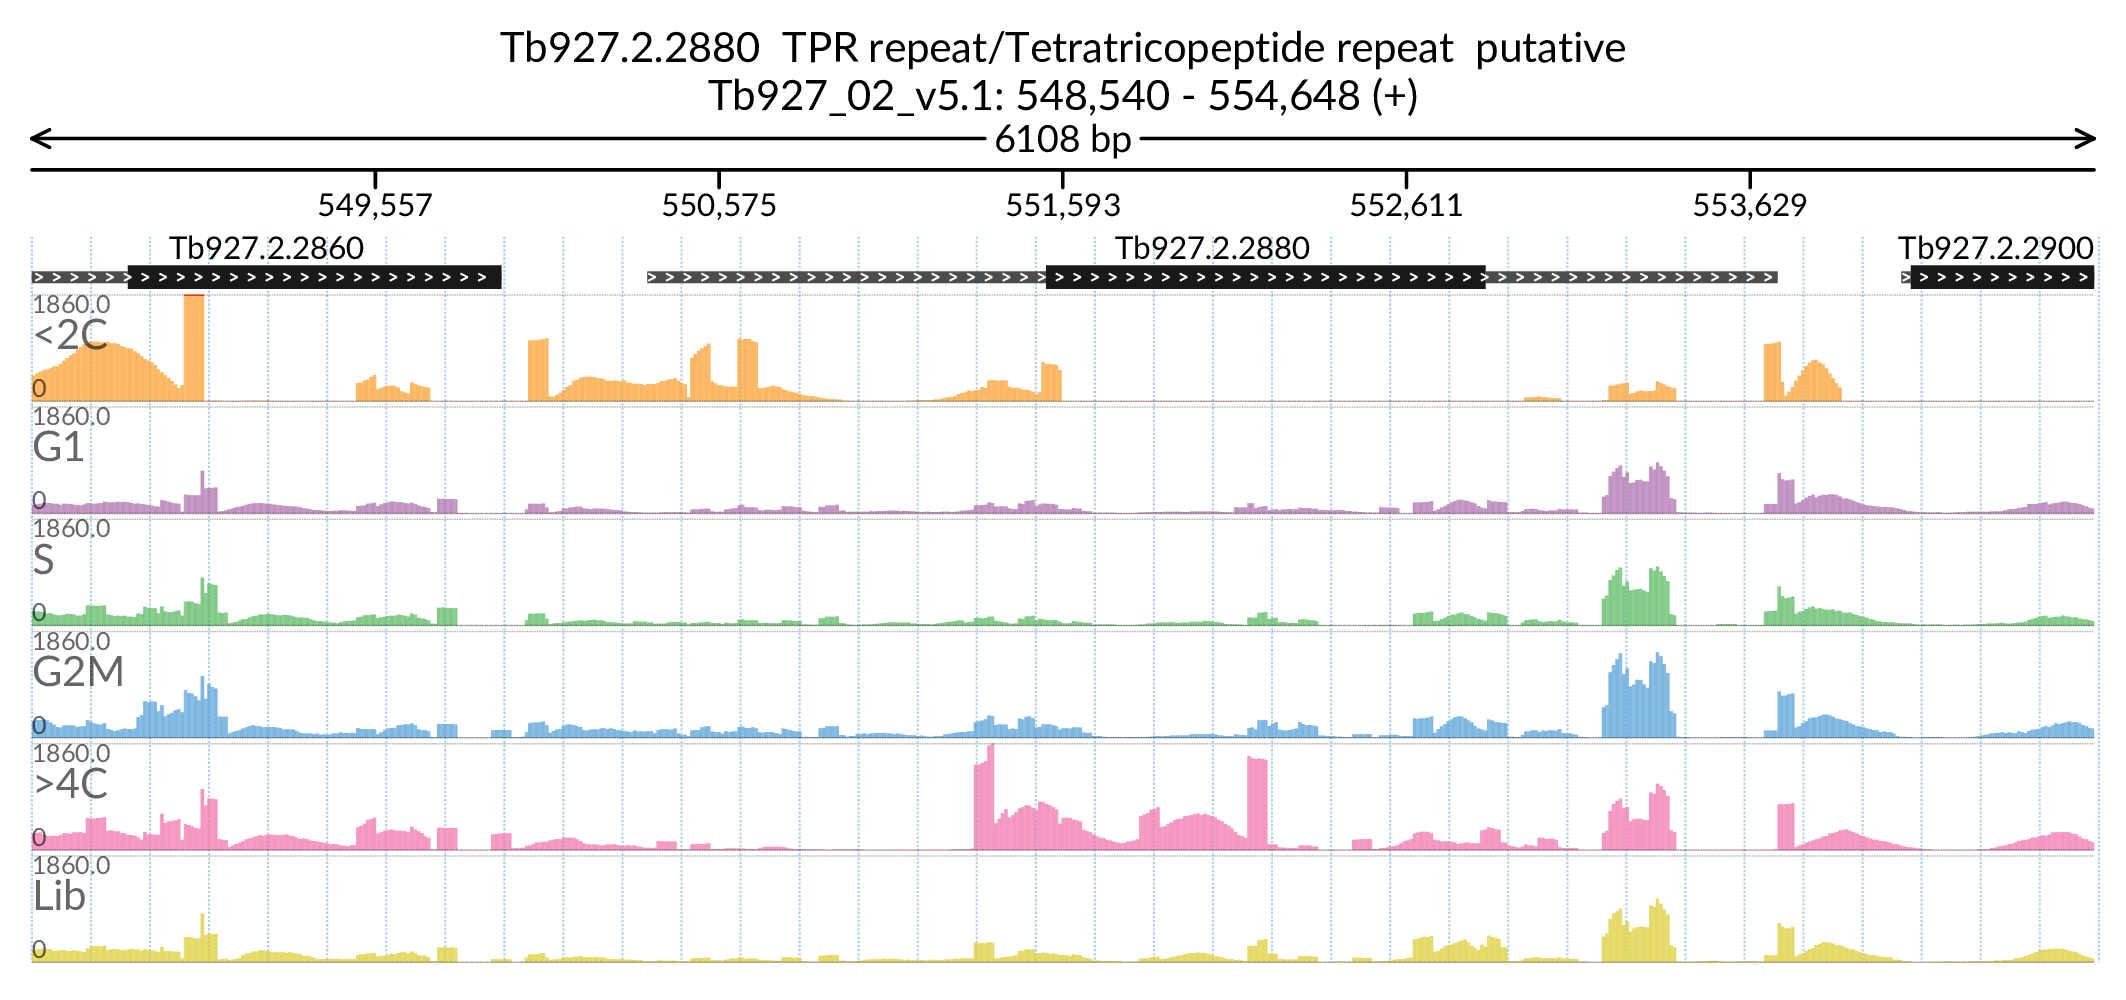 Tb927.2.2880  TPR repeat/Tetratricopeptide repeat  putative
Tb927_02_v5.1: 548,540 - 554,648 (+)
6108 bp
549,557 550,575 551,593 552,611 553,629
Tb927.2.2860 Tb927.2.2880 Tb927.2.2900
1860.0
<2C
0
1860.0
G1
0
1860.0
S
0
1860.0
G2M
0
1860.0
>4C
0
1860.0
Lib
0